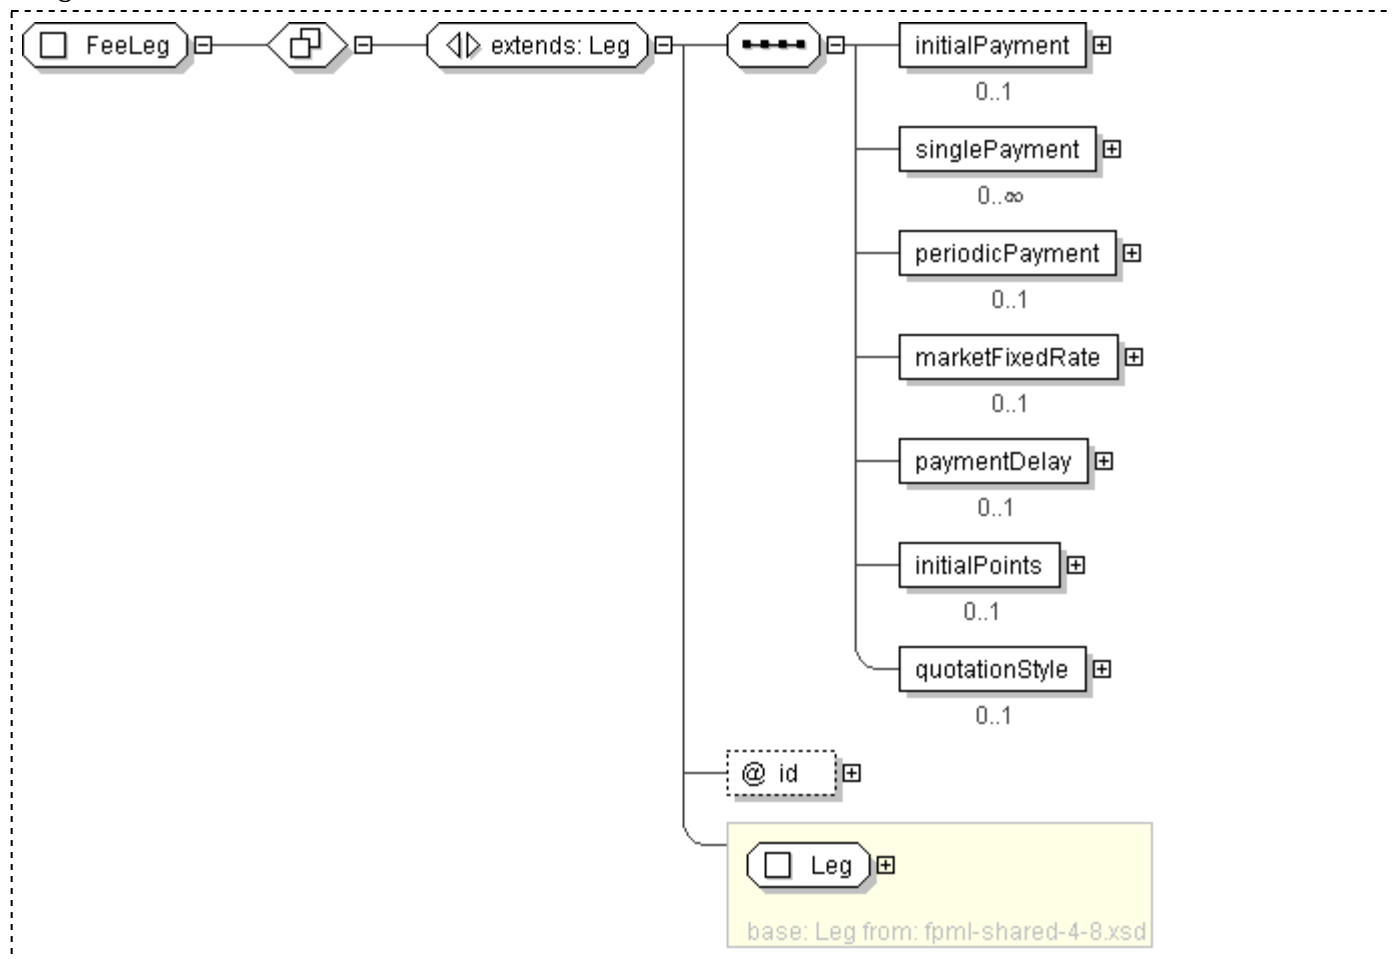 FeeLeg
extends: Leg
initialPayment
0..1
singlePayment
0..∞
periodicPayment
0..1
marketFixedRate
0..1
paymentDelay
0..1
initialPoints
0..1
quotationStyle
0..1
@ id
Leg
base: Leg from: fpml-shared-4-8.xsd